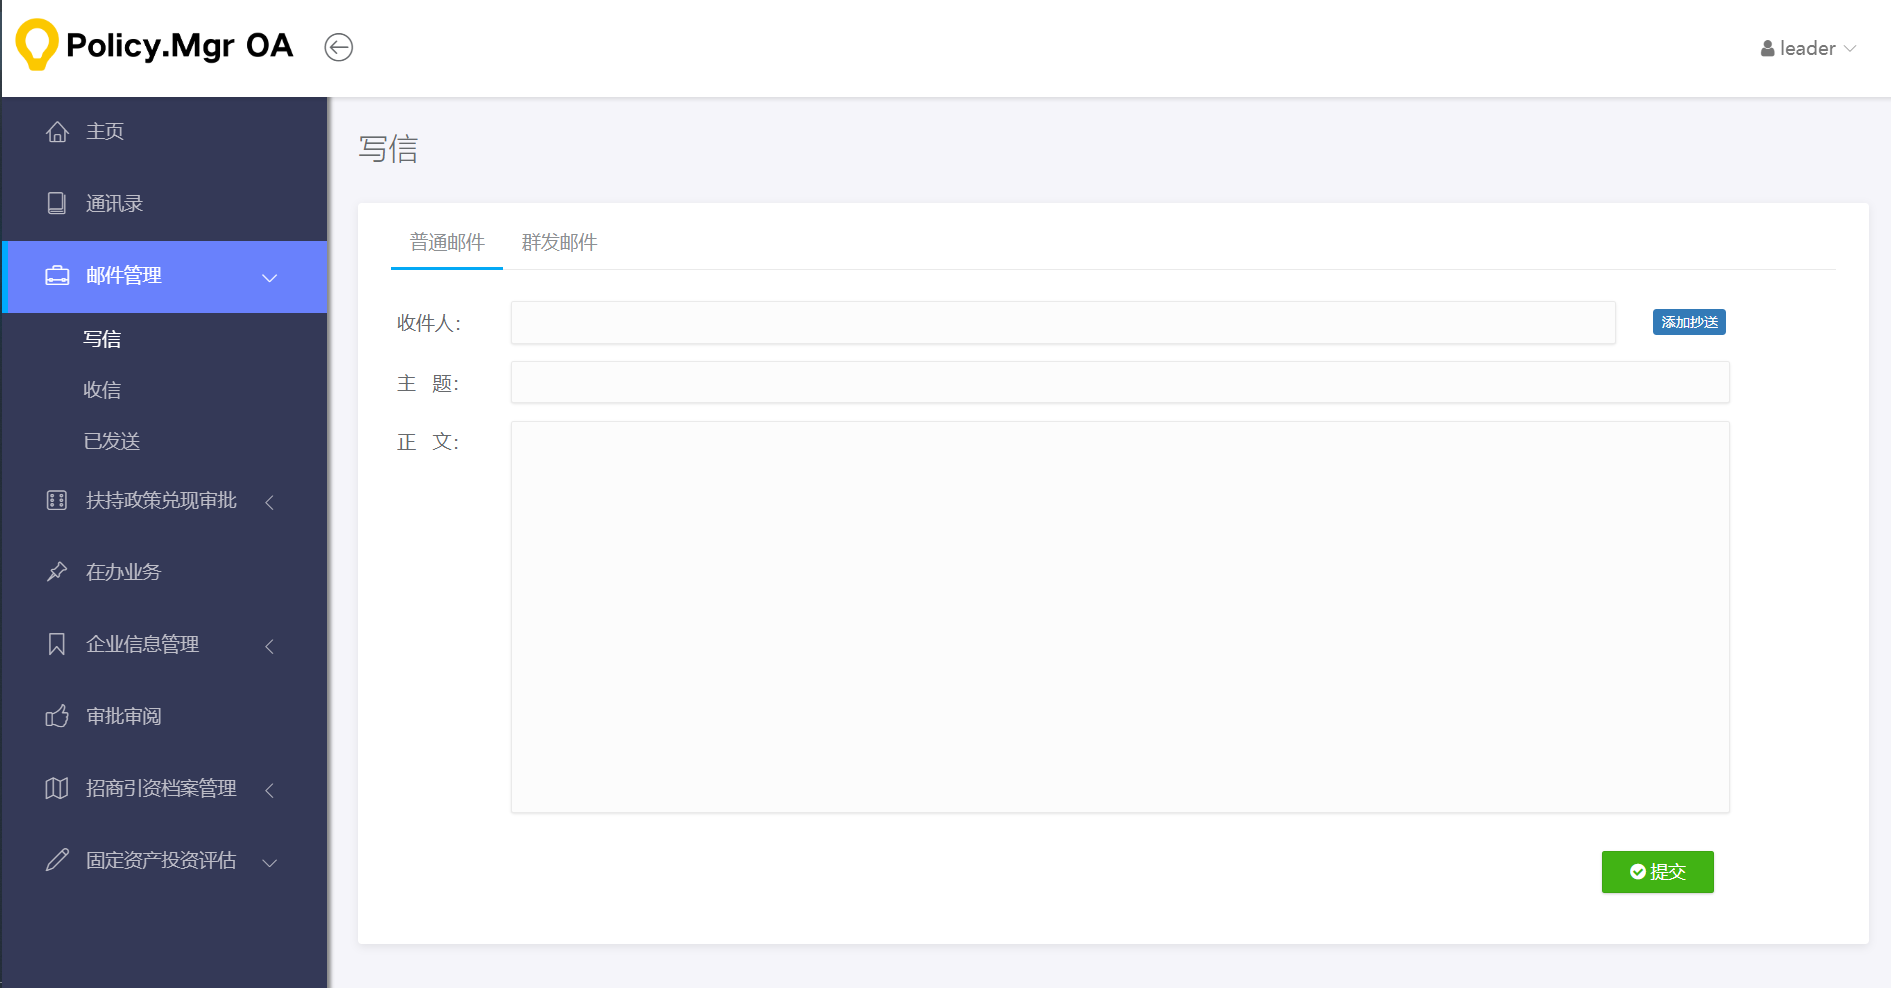 Policy.Mgr OA
leader
主页
通讯录
邮件管理
写信
收信
已发送
扶持政策兑现审批
在办业务
企业信息管理
审批审阅
招商引资档案管理
固定资产投资评估
写信
普通邮件 群发邮件
收件人：
添加抄送
主 题：
正 文：
提交